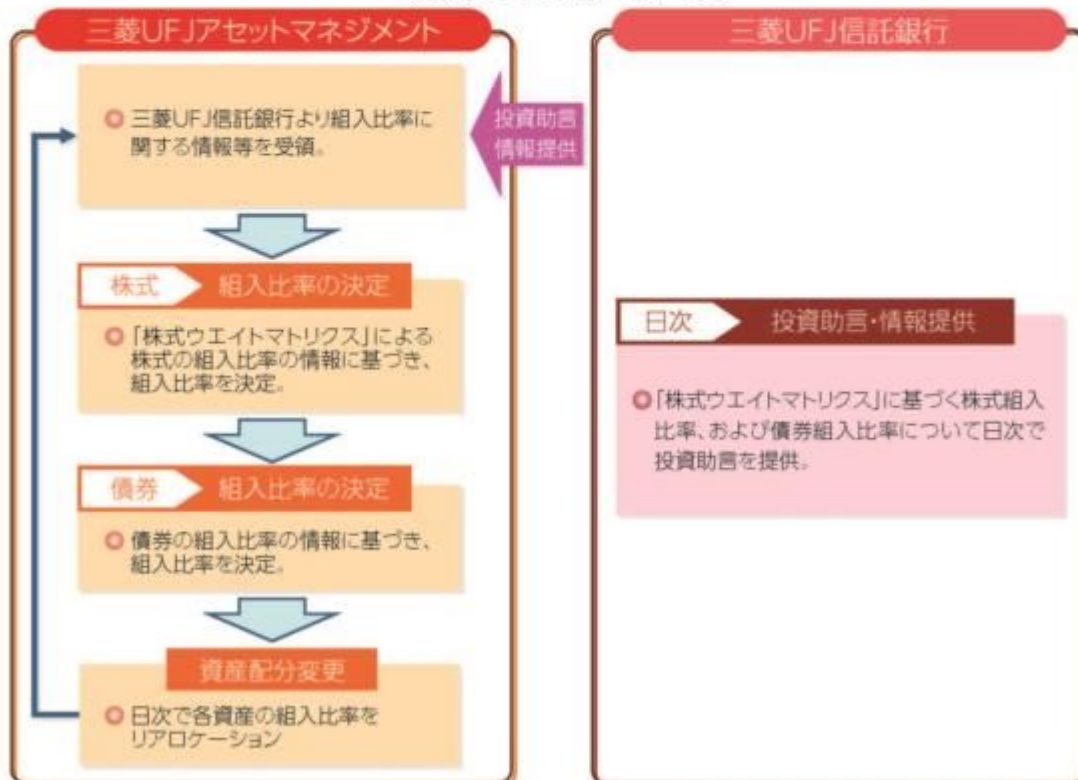 三菱UFJアセットマネジメント
◎ 三菱UFJ信託銀行より組入比率に
関する情報等を受領。
株式 組入比率の決定
◎ 「株式ウエイトマトリクス」による
株式の組入比率の情報に基づき、
組入比率を決定。
債券 組入比率の決定
◎ 債券の組入比率の情報に基づき、
組入比率を決定。
資産配分変更
◎ 日次で各資産の組入比率を
リアロケーション
投資助言
情報提供
三菱UFJ信託銀行
日次 投資助言・情報提供
◎「株式ウエイトマトリクス」に基づく株式組入
比率、および債券組入比率について日次で
投資助言を提供。